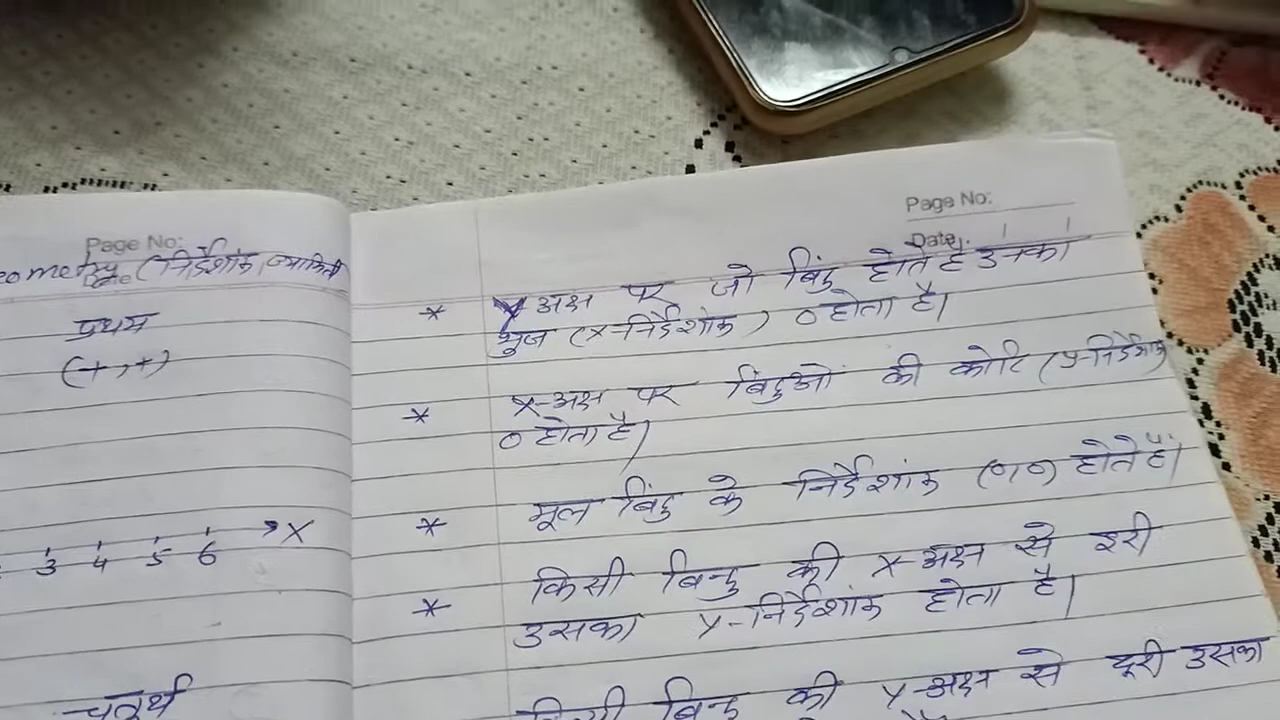 Page No:
(निर्देशांक ज्यामिति
Date
प्रथम
(+,+)
3 4 5 6 X
चतुर्थ
Page No:
Date
* Y अक्ष पर जो बिंदु होते है उनका
भुज (X-निर्देशांक) 0 होता है।
* X-अक्ष पर बिंदुओं की कोटि (y-निर्देशांक)
0 होता है।
* मूल बिंदु के निर्देशांक (0,0) होते हैं।
* किसी बिन्दु की X-अक्ष से दूरी
उसका y-निर्देशांक होता है।
किसी बिन्दु की y-अक्ष से दूरी उसका